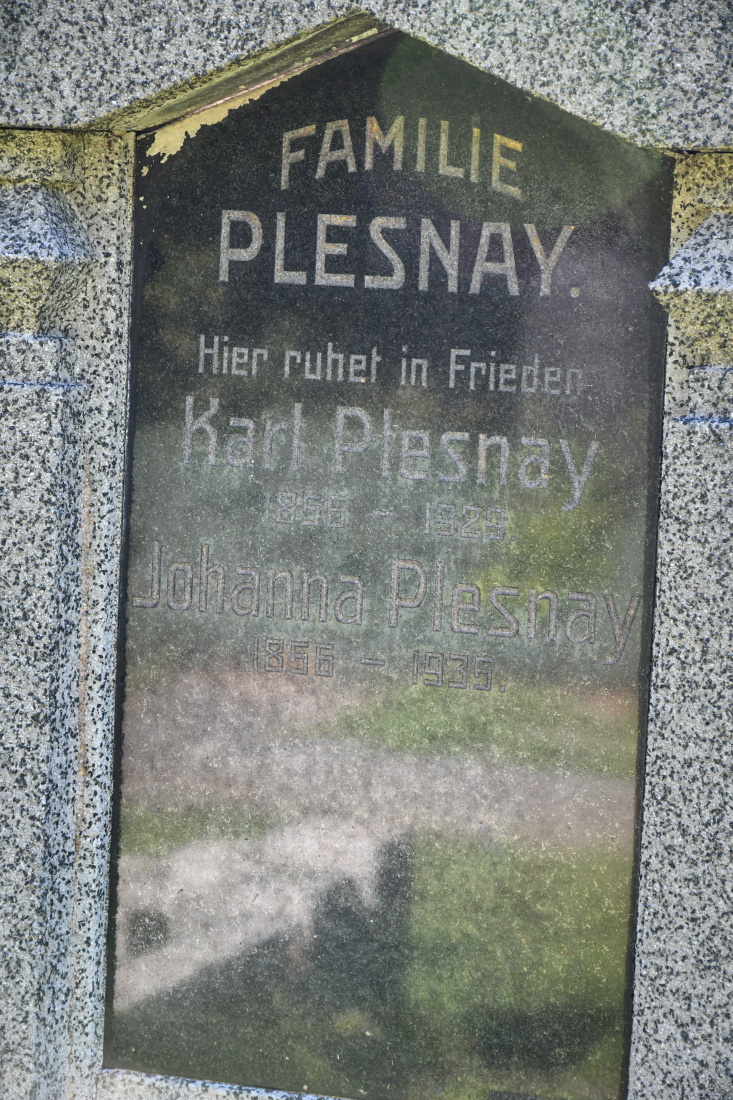 FAMILIE
PLESNAY.
Hier ruhet in Frieden
Karl Plesnay
1856 – 1929.
Johanna Plesnay
1856 – 1935.